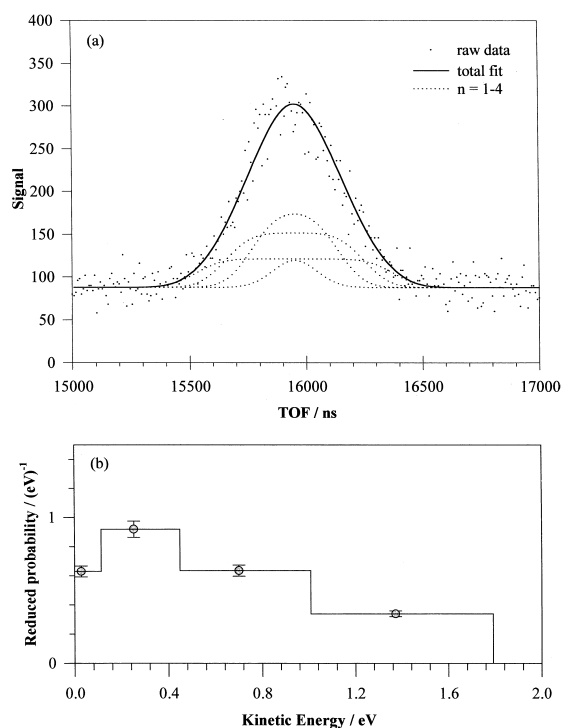 400
350
300
250
200
150
100
50
0
Signal
(a)
raw data
total fit
n = 1-4
15000 15500 16000 16500 17000
TOF / ns
(b)
1
0
Reduced probability / (eV)⁻¹
0.0 0.4 0.8 1.2 1.6 2.0
Kinetic Energy / eV